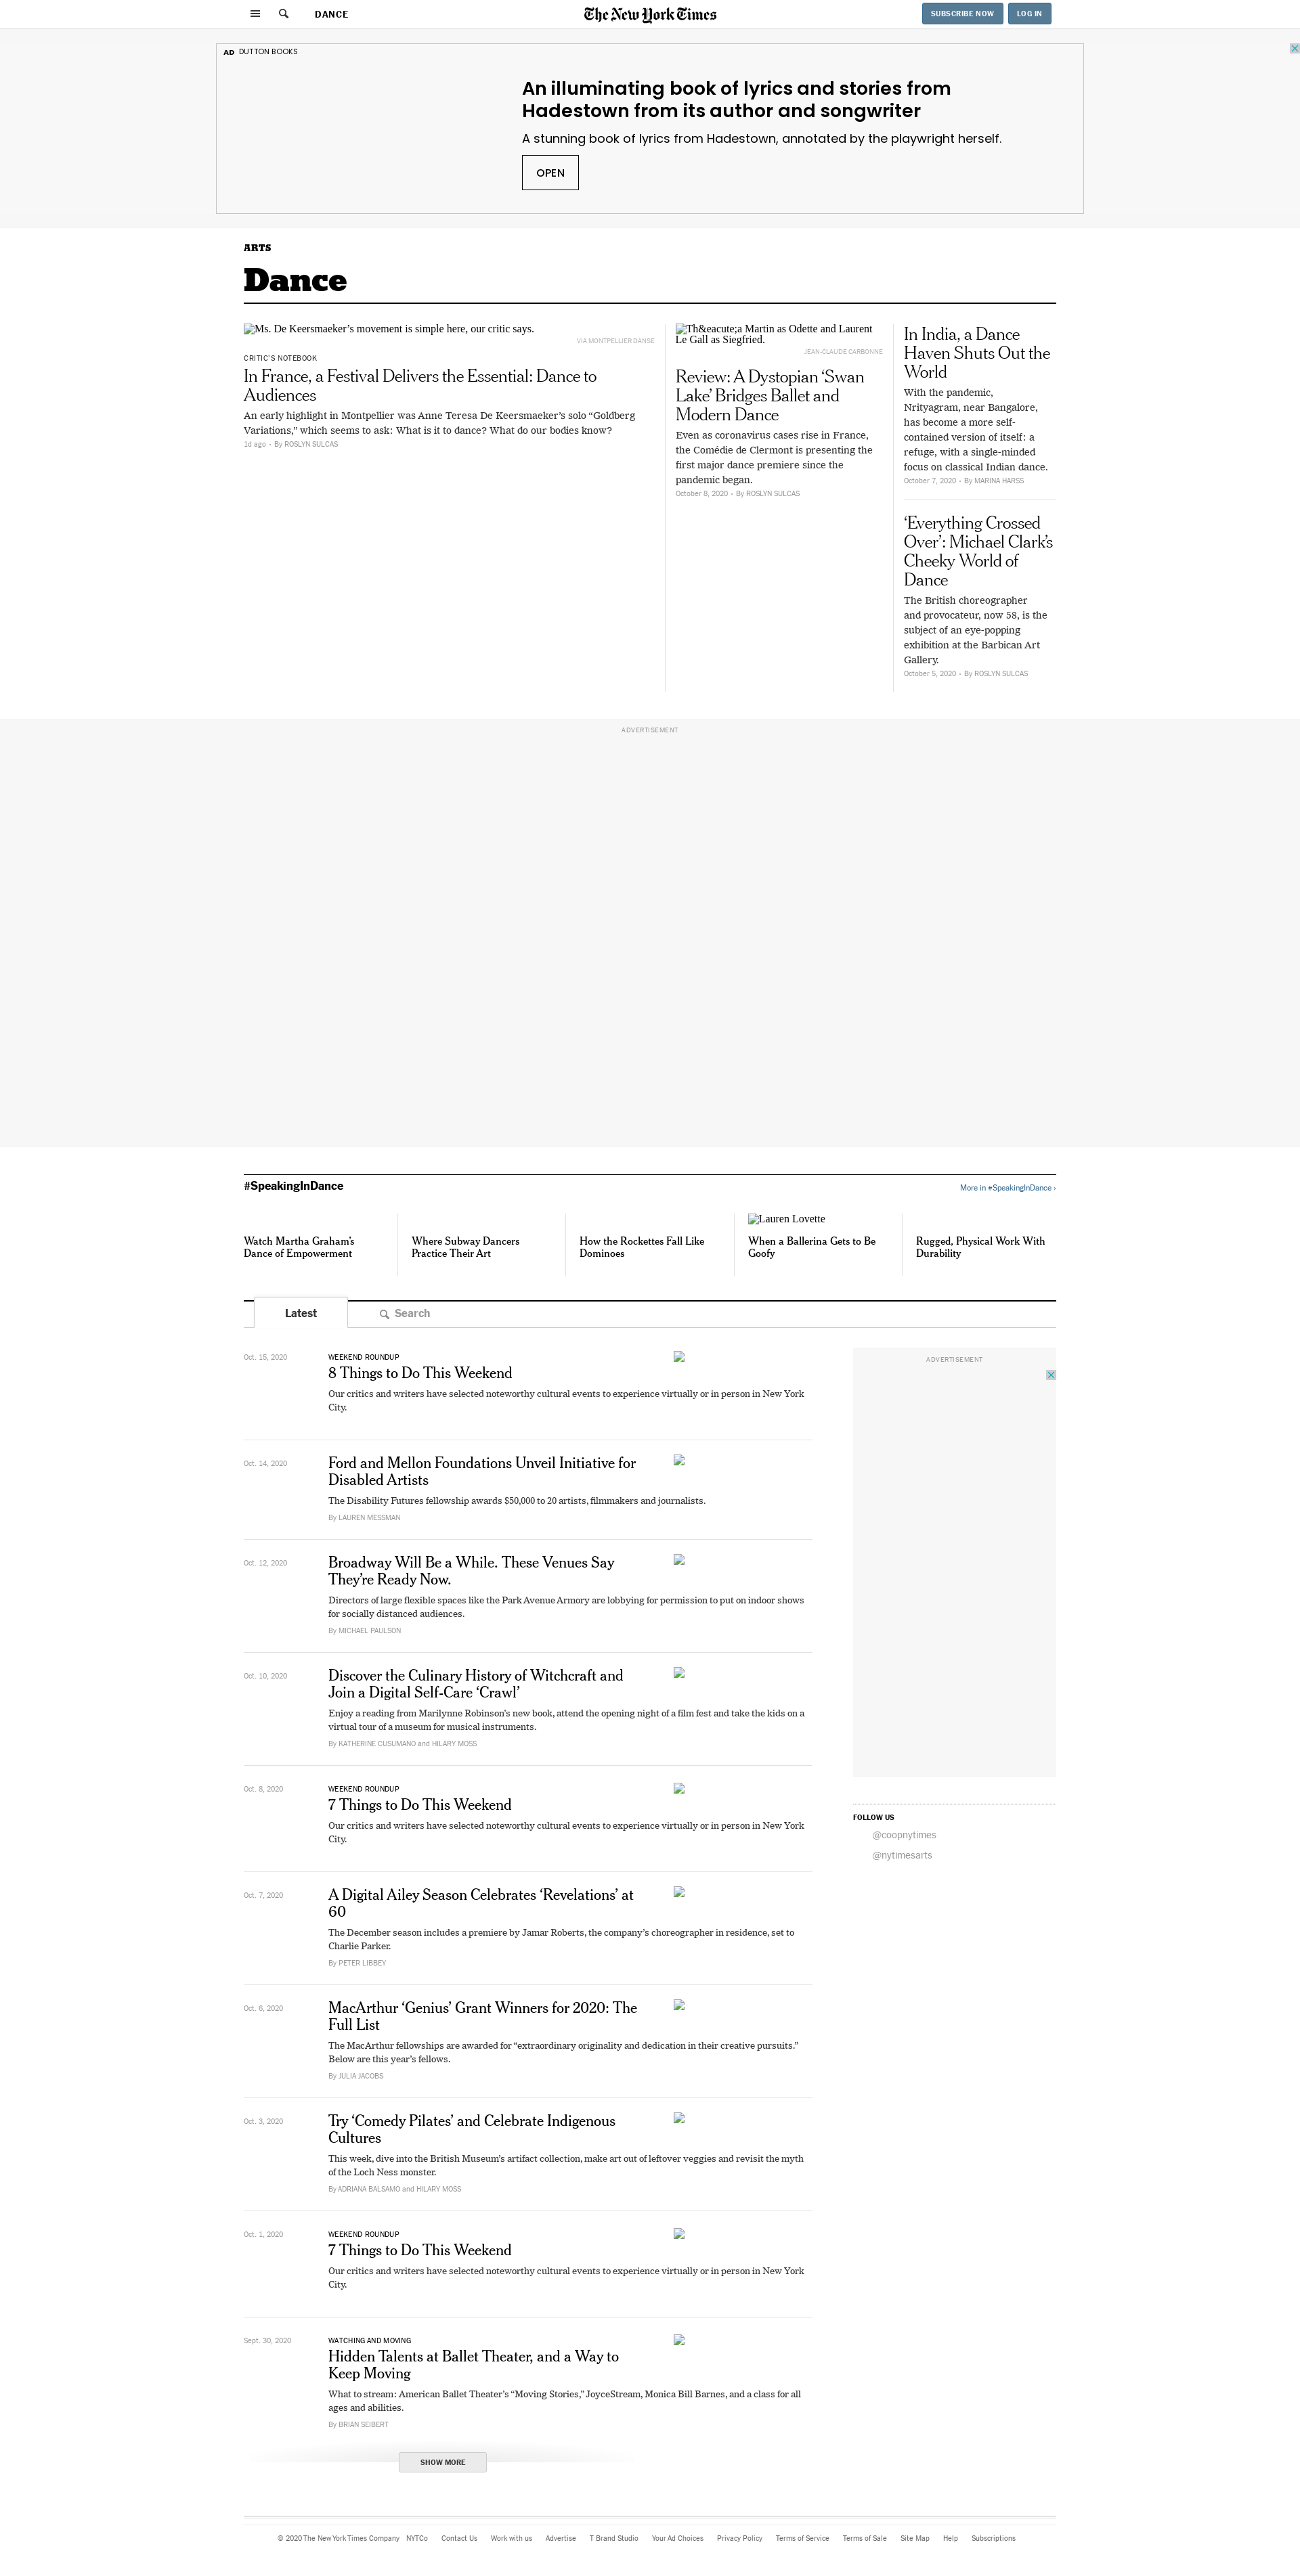 DANCE
The New York Times
SUBSCRIBE NOW
LOG IN
AD DUTTON BOOKS
An illuminating book of lyrics and stories from
Hadestown from its author and songwriter
A stunning book of lyrics from Hadestown, annotated by the playwright herself.
OPEN
ARTS
Dance
Ms. De Keersmaeker’s movement is simple here, our critic says.
VIA MONTPELLIER DANSE
CRITIC’S NOTEBOOK
In France, a Festival Delivers the Essential: Dance to
Audiences
An early highlight in Montpellier was Anne Teresa De Keersmaeker’s solo “Goldberg
Variations,” which seems to ask: What is it to dance? What do our bodies know?
1d ago • By ROSLYN SULCAS
Th&eacute;a Martin as Odette and Laurent
Le Gall as Siegfried.
JEAN-CLAUDE CARBONNE
Review: A Dystopian ‘Swan
Lake’ Bridges Ballet and
Modern Dance
Even as coronavirus cases rise in France,
the Comédie de Clermont is presenting the
first major dance premiere since the
pandemic began.
October 8, 2020 • By ROSLYN SULCAS
In India, a Dance
Haven Shuts Out the
World
With the pandemic,
Nrityagram, near Bangalore,
has become a more self-
contained version of itself: a
refuge, with a single-minded
focus on classical Indian dance.
October 7, 2020 • By MARINA HARSS
‘Everything Crossed
Over’: Michael Clark’s
Cheeky World of
Dance
The British choreographer
and provocateur, now 58, is the
subject of an eye-popping
exhibition at the Barbican Art
Gallery.
October 5, 2020 • By ROSLYN SULCAS
ADVERTISEMENT
#SpeakingInDance
More in #SpeakingInDance ›
Watch Martha Graham’s
Dance of Empowerment
Where Subway Dancers
Practice Their Art
How the Rockettes Fall Like
Dominoes
Lauren Lovette
When a Ballerina Gets to Be
Goofy
Rugged, Physical Work With
Durability
Latest
Search
Oct. 15, 2020
WEEKEND ROUNDUP
8 Things to Do This Weekend
Our critics and writers have selected noteworthy cultural events to experience virtually or in person in New York
City.
ADVERTISEMENT
Oct. 14, 2020
Ford and Mellon Foundations Unveil Initiative for
Disabled Artists
The Disability Futures fellowship awards $50,000 to 20 artists, filmmakers and journalists.
By LAUREN MESSMAN
Oct. 12, 2020
Broadway Will Be a While. These Venues Say
They’re Ready Now.
Directors of large flexible spaces like the Park Avenue Armory are lobbying for permission to put on indoor shows
for socially distanced audiences.
By MICHAEL PAULSON
Oct. 10, 2020
Discover the Culinary History of Witchcraft and
Join a Digital Self-Care ‘Crawl’
Enjoy a reading from Marilynne Robinson’s new book, attend the opening night of a film fest and take the kids on a
virtual tour of a museum for musical instruments.
By KATHERINE CUSUMANO and HILARY MOSS
Oct. 8, 2020
WEEKEND ROUNDUP
7 Things to Do This Weekend
Our critics and writers have selected noteworthy cultural events to experience virtually or in person in New York
City.
FOLLOW US
@coopnytimes
@nytimesarts
Oct. 7, 2020
A Digital Ailey Season Celebrates ‘Revelations’ at
60
The December season includes a premiere by Jamar Roberts, the company’s choreographer in residence, set to
Charlie Parker.
By PETER LIBBEY
Oct. 6, 2020
MacArthur ‘Genius’ Grant Winners for 2020: The
Full List
The MacArthur fellowships are awarded for “extraordinary originality and dedication in their creative pursuits.”
Below are this year’s fellows.
By JULIA JACOBS
Oct. 3, 2020
Try ‘Comedy Pilates’ and Celebrate Indigenous
Cultures
This week, dive into the British Museum’s artifact collection, make art out of leftover veggies and revisit the myth
of the Loch Ness monster.
By ADRIANA BALSAMO and HILARY MOSS
Oct. 1, 2020
WEEKEND ROUNDUP
7 Things to Do This Weekend
Our critics and writers have selected noteworthy cultural events to experience virtually or in person in New York
City.
Sept. 30, 2020
WATCHING AND MOVING
Hidden Talents at Ballet Theater, and a Way to
Keep Moving
What to stream: American Ballet Theater’s “Moving Stories,” JoyceStream, Monica Bill Barnes, and a class for all
ages and abilities.
By BRIAN SEIBERT
SHOW MORE
© 2020 The New York Times Company NYTCo Contact Us Work with us Advertise T Brand Studio Your Ad Choices Privacy Policy Terms of Service Terms of Sale Site Map Help Subscriptions